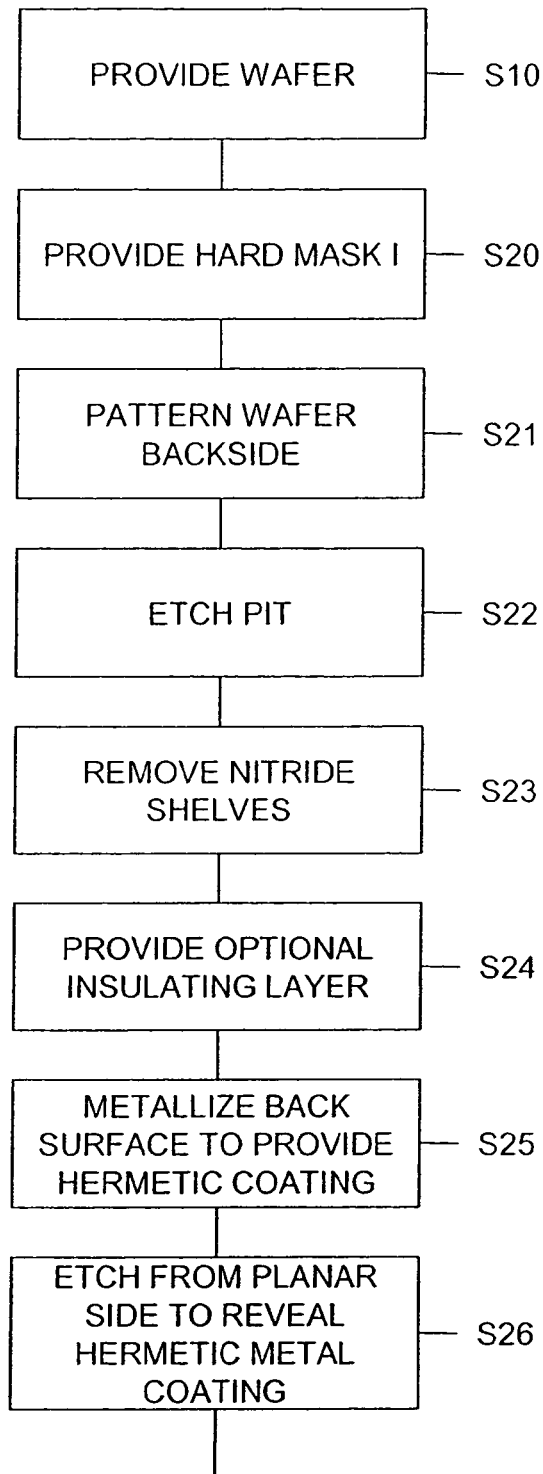 PROVIDE WAFER
S10
PROVIDE HARD MASK I
S20
PATTERN WAFER
BACKSIDE
S21
ETCH PIT
S22
REMOVE NITRIDE
SHELVES
S23
PROVIDE OPTIONAL
INSULATING LAYER
S24
METALLIZE BACK
SURFACE TO PROVIDE
HERMETIC COATING
S25
ETCH FROM PLANAR
SIDE TO REVEAL
HERMETIC METAL
COATING
S26